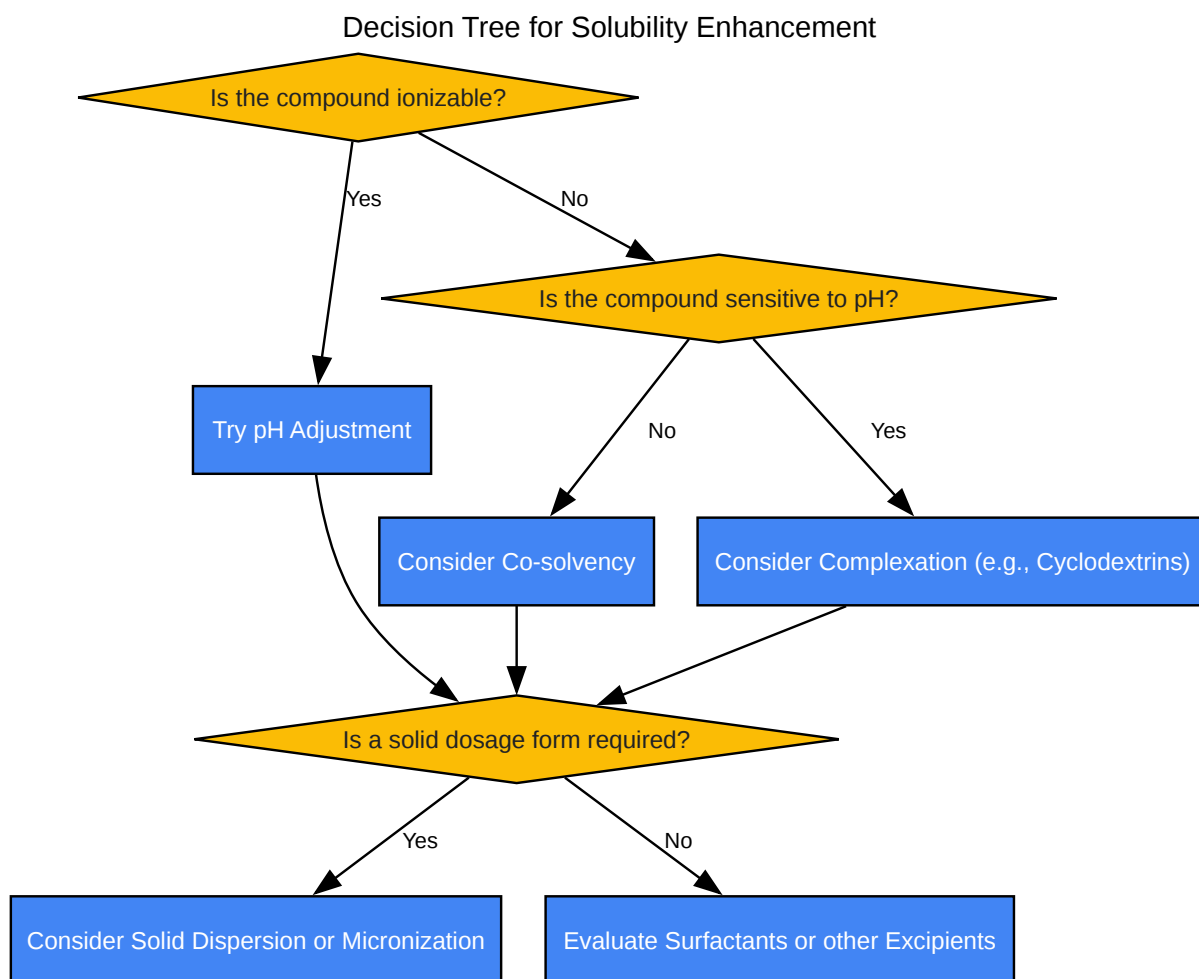 Decision Tree for Solubility Enhancement
Is the compound ionizable?
Yes
No
Is the compound sensitive to pH?
Try pH Adjustment
No
Yes
Consider Co-solvency
Consider Complexation (e.g., Cyclodextrins)
Is a solid dosage form required?
Yes
No
Consider Solid Dispersion or Micronization
Evaluate Surfactants or other Excipients